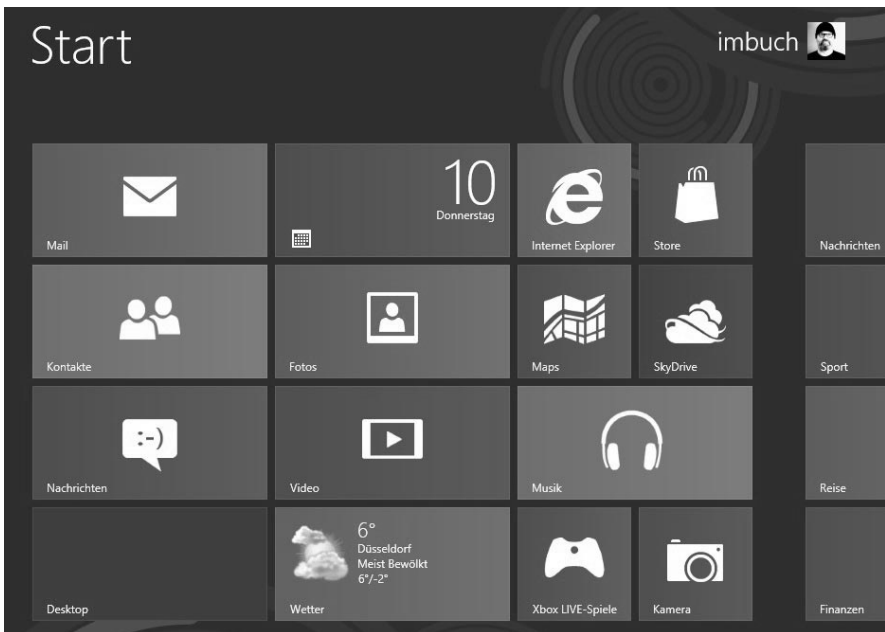 Start
imbuch
Mail
10
Donnerstag
Internet Explorer
Store
Nachrichten
Kontakte
Fotos
Maps
SkyDrive
Sport
:-)
Nachrichten
Video
Musik
Reise
Desktop
6°
Düsseldorf
Meist Bewölkt
6°/-2°
Wetter
Xbox LIVE-Spiele
Kamera
Finanzen